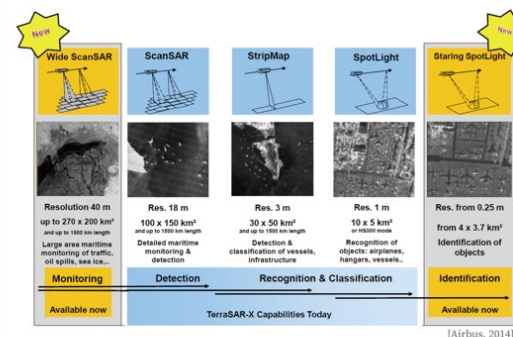 New
New
Wide ScanSAR
ScanSAR
StripMap
SpotLight
Staring SpotLight
Resolution 40 m
up to 270 x 200 km²
and up to 1500 km length
Large area maritime
monitoring of traffic,
oil spills, sea ice,..
Res. 18 m
100 x 150 km²
and up to 1500 km length
Detailed maritime
monitoring &
detection
Res. 3 m
30 x 50 km²
and up to 1500 km length
Detection &
classification of vessels,
infrastructure
Res. 1 m
10 x 5 km²
or HS300 mode
Recognition of
objects: airplanes,
hangars, vessels..
Res. from 0.25 m
from 4 x 3.7 km²
Identification of
objects
Monitoring
Detection
Recognition & Classification
Identification
Available now
TerraSAR-X Capabilities Today
Available now
[Airbus, 2014]